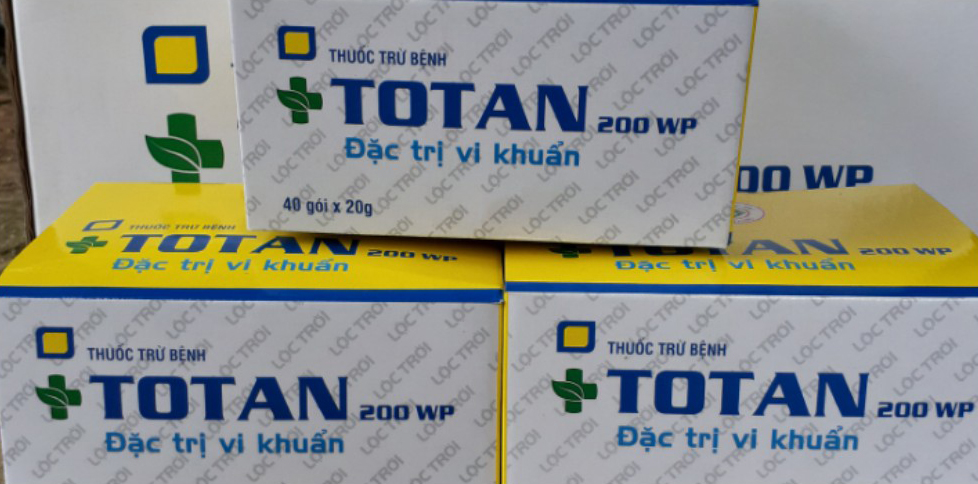 THUỐC TRỪ BỆNH
TOTAN 200 WP
Đặc trị vi khuẩn
40 gói x 20g
00 WP
THUỐC TRỪ BỆNH
TOTAN 200 WP
Đặc trị vi khuẩn
TOTAN 200 WP
Đặc trị vi khuẩn
THUỐC TRỪ BỆNH
TOTAN 200 WP
Đặc trị vi khuẩn
THUỐC TRỪ BỆNH
TOTAN 200 WP
Đặc trị vi khuẩn
LỘC TRỜI